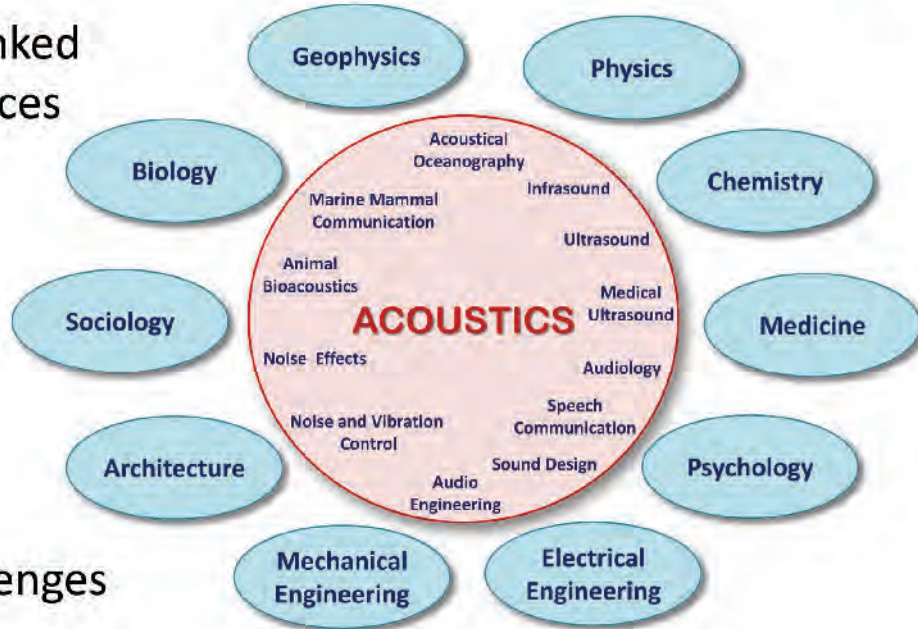 nked
ces
Geophysics
Physics
Biology
Chemistry
Sociology
Medicine
Architecture
Psychology
Mechanical
Engineering
Electrical
Engineering
Acoustical
Oceanography
Infrasound
Marine Mammal
Communication
Ultrasound
Animal
Bioacoustics
Medical
Ultrasound
ACOUSTICS
Noise Effects
Audiology
Speech
Communication
Noise and Vibration
Control
Sound Design
Audio
Engineering
enges